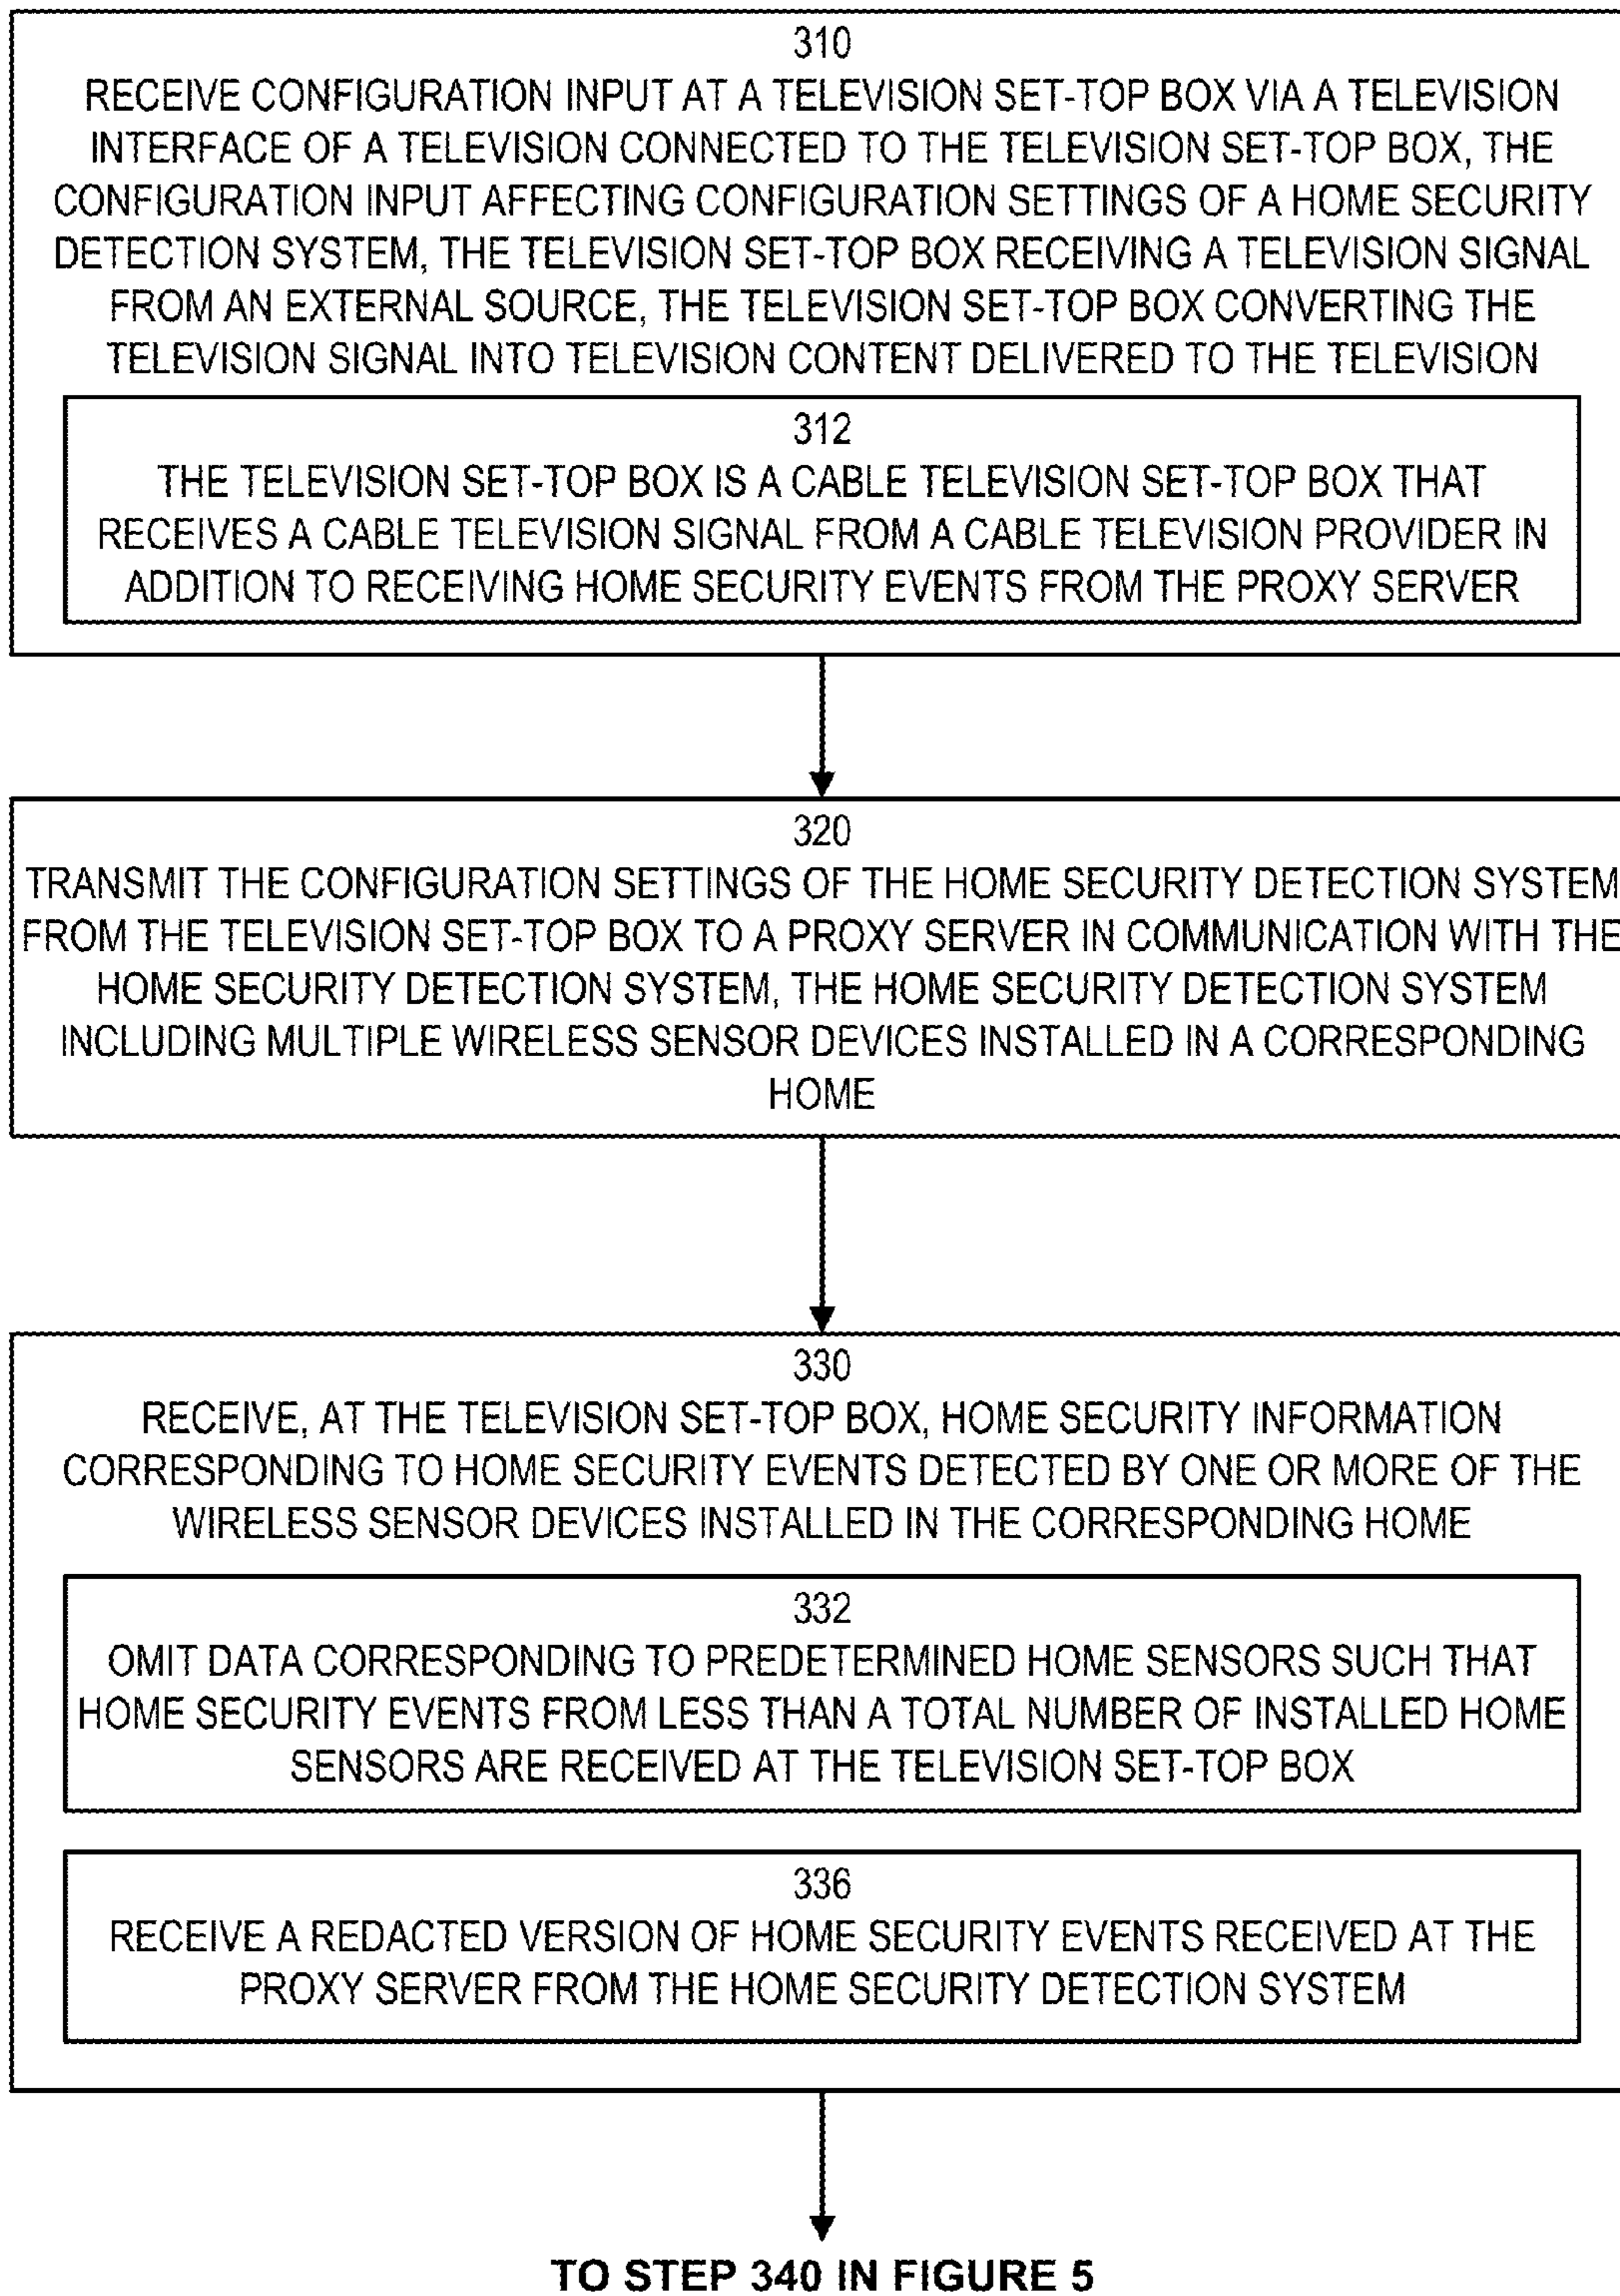 310
RECEIVE CONFIGURATION INPUT AT A TELEVISION SET-TOP BOX VIA A TELEVISION
INTERFACE OF A TELEVISION CONNECTED TO THE TELEVISION SET-TOP BOX, THE
CONFIGURATION INPUT AFFECTING CONFIGURATION SETTINGS OF A HOME SECURITY
DETECTION SYSTEM, THE TELEVISION SET-TOP BOX RECEIVING A TELEVISION SIGNAL
FROM AN EXTERNAL SOURCE, THE TELEVISION SET-TOP BOX CONVERTING THE
TELEVISION SIGNAL INTO TELEVISION CONTENT DELIVERED TO THE TELEVISION
312
THE TELEVISION SET-TOP BOX IS A CABLE TELEVISION SET-TOP BOX THAT
RECEIVES A CABLE TELEVISION SIGNAL FROM A CABLE TELEVISION PROVIDER IN
ADDITION TO RECEIVING HOME SECURITY EVENTS FROM THE PROXY SERVER
320
TRANSMIT THE CONFIGURATION SETTINGS OF THE HOME SECURITY DETECTION SYSTEM
FROM THE TELEVISION SET-TOP BOX TO A PROXY SERVER IN COMMUNICATION WITH THE
HOME SECURITY DETECTION SYSTEM, THE HOME SECURITY DETECTION SYSTEM
INCLUDING MULTIPLE WIRELESS SENSOR DEVICES INSTALLED IN A CORRESPONDING
HOME
330
RECEIVE, AT THE TELEVISION SET-TOP BOX, HOME SECURITY INFORMATION
CORRESPONDING TO HOME SECURITY EVENTS DETECTED BY ONE OR MORE OF THE
WIRELESS SENSOR DEVICES INSTALLED IN THE CORRESPONDING HOME
332
OMIT DATA CORRESPONDING TO PREDETERMINED HOME SENSORS SUCH THAT
HOME SECURITY EVENTS FROM LESS THAN A TOTAL NUMBER OF INSTALLED HOME
SENSORS ARE RECEIVED AT THE TELEVISION SET-TOP BOX
336
RECEIVE A REDACTED VERSION OF HOME SECURITY EVENTS RECEIVED AT THE
PROXY SERVER FROM THE HOME SECURITY DETECTION SYSTEM
TO STEP 340 IN FIGURE 5